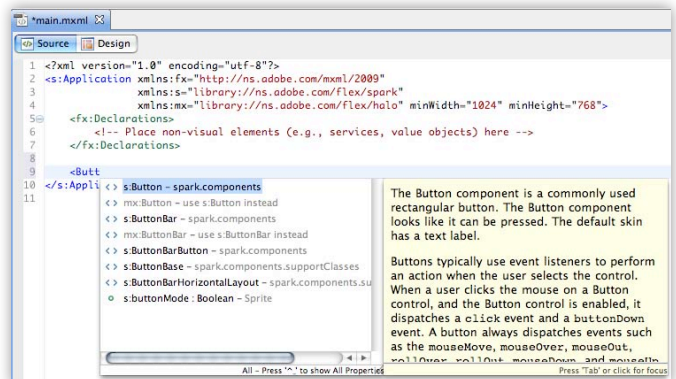 *main.mxml
Source Design
1 <?xml version="1.0" encoding="utf-8"?>
2 <s:Application xmlns:fx="http://ns.adobe.com/mxml/2009"
3 xmlns:s="library://ns.adobe.com/flex/spark"
4 xmlns:mx="library://ns.adobe.com/flex/halo" minWidth="1024" minHeight="768">
5 <fx:Declarations>
6 <!-- Place non-visual elements (e.g., services, value objects) here -->
7 </fx:Declarations>
8
9 <Butt
10 </s:Appli
11
s:Button – spark.components
mx:Button – use s:Button instead
s:ButtonBar – spark.components
mx:ButtonBar – use s:ButtonBar instead
s:ButtonBarButton – spark.components
s:ButtonBase – spark.components.supportClasses
s:ButtonBarHorizontalLayout – spark.components.su
s:buttonMode : Boolean – Sprite
All – Press '^ ' to show All Properties
The Button component is a commonly used
rectangular button. The Button component
looks like it can be pressed. The default skin
has a text label.
Buttons typically use event listeners to perform
an action when the user selects the control.
When a user clicks the mouse on a Button
control, and the Button control is enabled, it
dispatches a click event and a buttonDown
event. A button always dispatches events such
as the mouseMove, mouseOver, mouseOut,
rollOver, rollOut, mouseDown, and mouseUp
Press 'Tab' or click for focus